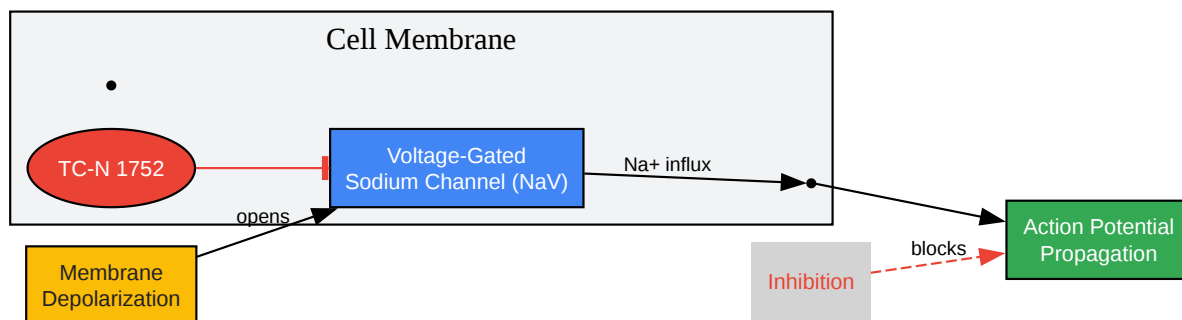 Cell Membrane
TC-N 1752
Voltage-Gated
Sodium Channel (NaV)
Na+ influx
opens
Membrane
Depolarization
Inhibition
blocks
Action Potential
Propagation